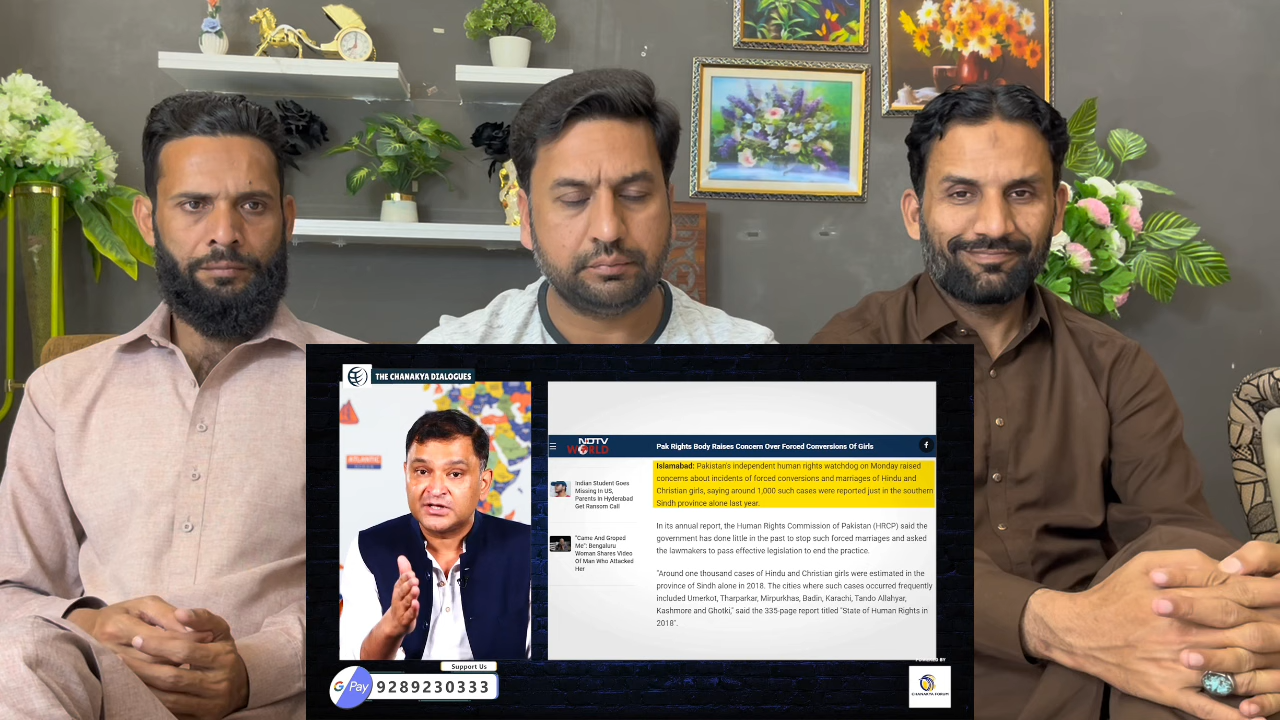 THE CHANAKYA DIALOGUES
ATLANTIC
NDTV
WORLD
Pak Rights Body Raises Concern Over Forced Conversions Of Girls
f
Indian Student Goes
Missing In US,
Parents In Hyderabad
Get Ransom Call
"Came And Groped
Me": Bengaluru
Woman Shares Video
Of Man Who Attacked
Her
Islamabad: Pakistan's independent human rights watchdog on Monday raised
concerns about incidents of forced conversions and marriages of Hindu and
Christian girls, saying around 1,000 such cases were reported just in the southern
Sindh province alone last year.
In its annual report, the Human Rights Commission of Pakistan (HRCP) said the
government has done little in the past to stop such forced marriages and asked
the lawmakers to pass effective legislation to end the practice.
"Around one thousand cases of Hindu and Christian girls were estimated in the
province of Sindh alone in 2018. The cities where such cases occurred frequently
included Umerkot, Tharparkar, Mirpurkhas, Badin, Karachi, Tando Allahyar,
Kashmore and Ghotki," said the 335-page report titled "State of Human Rights in
2018".
Support Us
G Pay 9289230333
POWERED BY
CHANAKYA FORUM